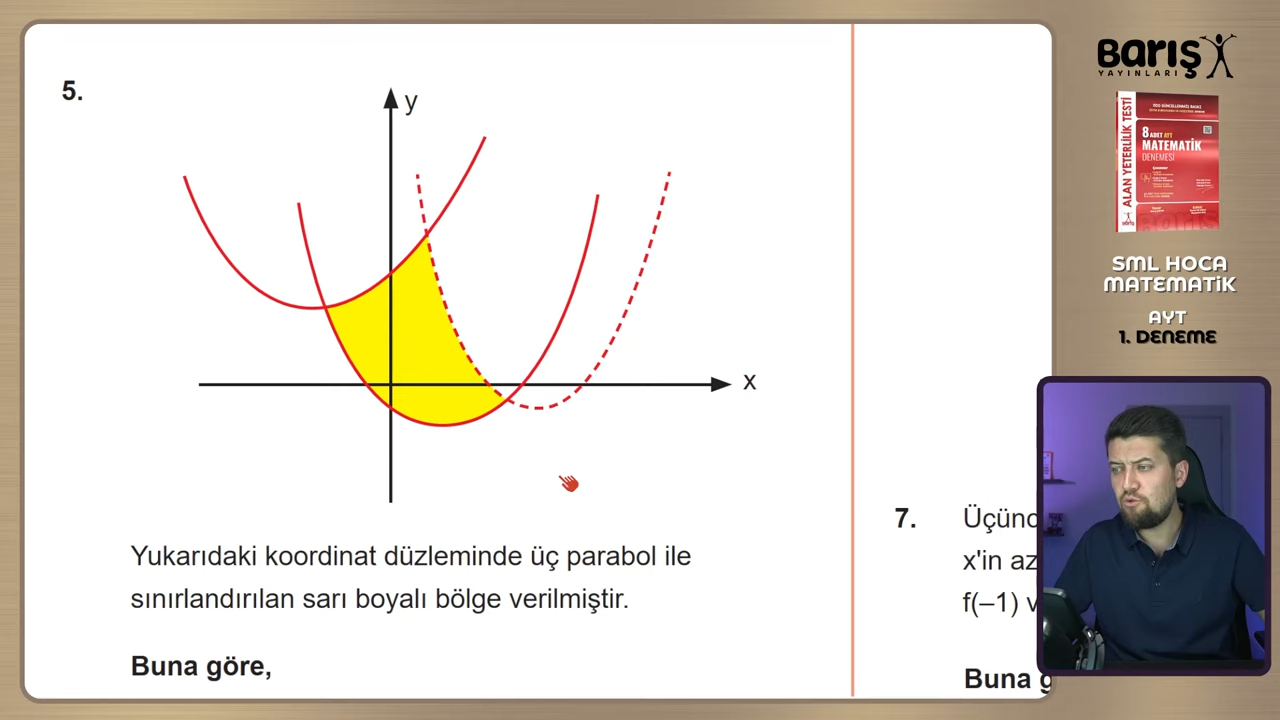 5.
y
x
Yukarıdaki koordinat düzleminde üç parabol ile
sınırlandırılan sarı boyalı bölge verilmiştir.
Buna göre,
7.
Üçünc
x'in az
f(–1) v
Buna g
Barış
YAYINLARI
ALAN YETERLİLİK TESTİ
8 ADET AYT
MATEMATİK
DENEMESİ
SML HOCA
MATEMATİK
AYT
1. DENEME